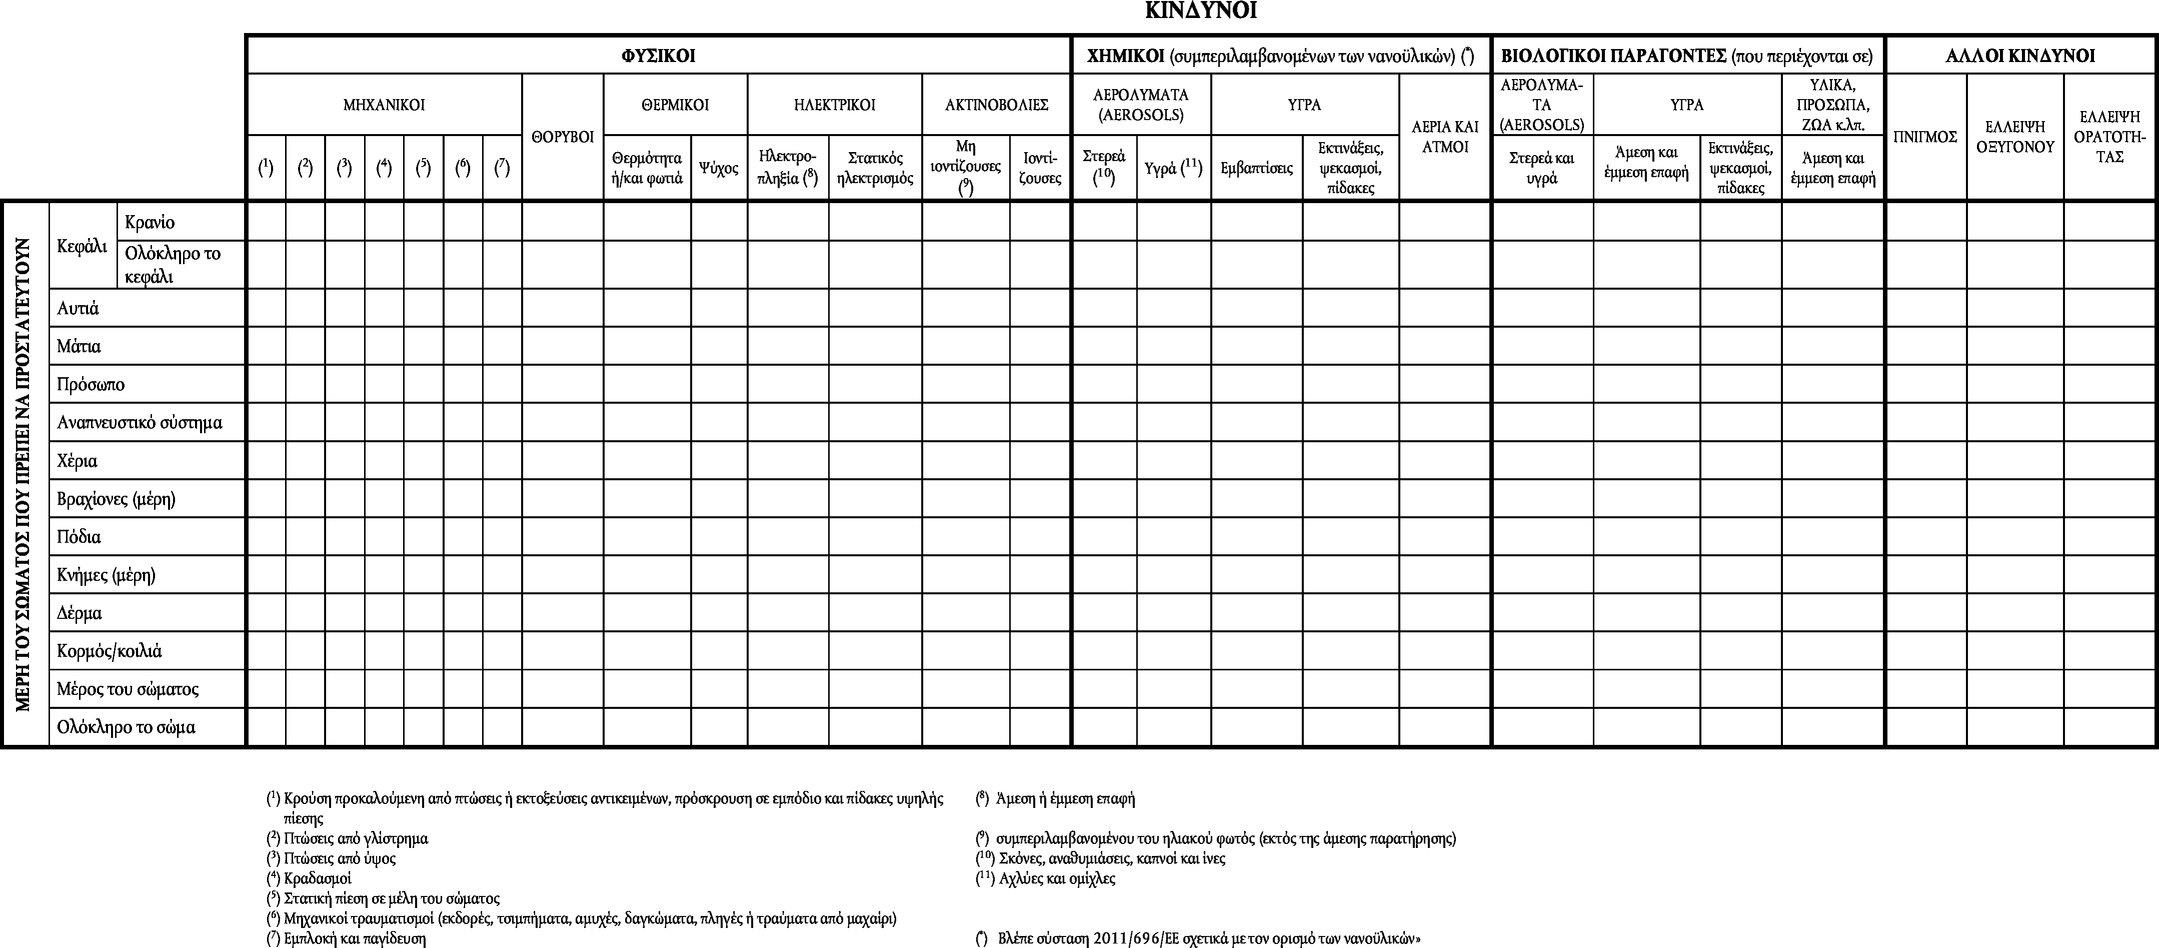 ΚΙΝΔΥΝΟΙ
ΦΥΣΙΚΟΙ
ΧΗΜΙΚΟΙ (συμπεριλαμβανομένων των νανοϋλικών) (*)
ΒΙΟΛΟΓΙΚΟΙ ΠΑΡΑΓΟΝΤΕΣ (που περιέχονται σε)
ΑΛΛΟΙ ΚΙΝΔΥΝΟΙ
ΜΗΧΑΝΙΚΟΙ
ΘΟΡΥΒΟΙ
ΘΕΡΜΙΚΟΙ
ΗΛΕΚΤΡΙΚΟΙ
ΑΚΤΙΝΟΒΟΛΙΕΣ
ΑΕΡΟΛΥΜΑΤΑ
(AEROSOLS)
ΥΓΡΑ
ΑΕΡΙΑ ΚΑΙ
ΑΤΜΟΙ
ΑΕΡΟΛΥΜΑ-
ΤΑ
(AEROSOLS)
ΥΓΡΑ
ΥΛΙΚΑ,
ΠΡΟΣΩΠΑ,
ΖΩΑ κ.λπ.
ΠΝΙΓΜΟΣ
ΕΛΛΕΙΨΗ
ΟΞΥΓΟΝΟΥ
ΕΛΛΕΙΨΗ
ΟΡΑΤΟΤΗ-
ΤΑΣ
(1)
(2)
(3)
(4)
(5)
(6)
(7)
Θερμότητα
ή/και φωτιά
Ψύχος
Ηλεκτρο-
πληξία (8)
Στατικός
ηλεκτρισμός
Μη
ιοντίζουσες
(9)
Ιοντί-
ζουσες
Στερεά
(10)
Υγρά (11)
Εμβαπτίσεις
Εκτινάξεις,
ψεκασμοί,
πίδακες
Στερεά και
υγρά
Άμεση και
έμμεση επαφή
Εκτινάξεις,
ψεκασμοί,
πίδακες
Άμεση και
έμμεση επαφή
ΜΕΡΗ ΤΟΥ ΣΩΜΑΤΟΣ ΠΟΥ ΠΡΕΠΕΙ ΝΑ ΠΡΟΣΤΑΤΕΥΤΟΥΝ
Κεφάλι
Κρανίο
Ολόκληρο το
κεφάλι
Αυτιά
Μάτια
Πρόσωπο
Αναπνευστικό σύστημα
Χέρια
Βραχίονες (μέρη)
Πόδια
Κνήμες (μέρη)
Δέρμα
Κορμός/κοιλιά
Μέρος του σώματος
Ολόκληρο το σώμα
(1) Κρούση προκαλούμενη από πτώσεις ή εκτοξεύσεις αντικειμένων, πρόσκρουση σε εμπόδιο και πίδακες υψηλής
πίεσης
(2) Πτώσεις από γλίστρημα
(3) Πτώσεις από ύψος
(4) Κραδασμοί
(5) Στατική πίεση σε μέλη του σώματος
(6) Μηχανικοί τραυματισμοί (εκδορές, τσιμπήματα, αμυχές, δαγκώματα, πληγές ή τραύματα από μαχαίρι)
(7) Εμπλοκή και παγίδευση
(8) Άμεση ή έμμεση επαφή
(9) συμπεριλαμβανομένου του ηλιακού φωτός (εκτός της άμεσης παρατήρησης)
(10) Σκόνες, αναθυμιάσεις, καπνοί και ίνες
(11) Αχλύες και ομίχλες
(*) Βλέπε σύσταση 2011/696/ΕΕ σχετικά με τον ορισμό των νανοϋλικών»